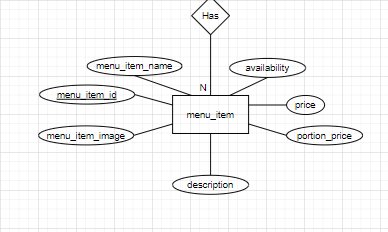 Has
menu_item_name
availability
menu_item_id
N
price
menu_item
menu_item_image
portion_price
description